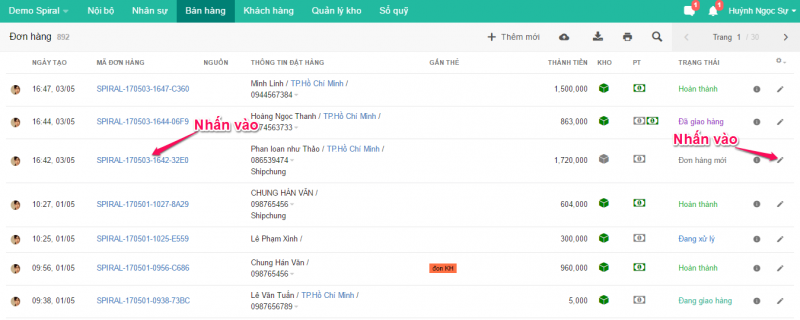 Demo Spiral Nội bộ Nhân sự Bán hàng Khách hàng Quản lý kho Sổ quỹ 1 1 Huỳnh Ngọc Sự
Đơn hàng 892 + Thêm mới Trang 1 / 30
NGÀY TẠO MÃ ĐƠN HÀNG NGUỒN THÔNG TIN ĐẶT HÀNG GẮN THẺ THÀNH TIỀN KHO PT TRẠNG THÁI
16:47, 03/05 SPIRAL-170503-1647-C360 Minh Linh / TP.Hồ Chí Minh / 1,500,000 Hoàn thành
0944567384
16:44, 03/05 SPIRAL-170503-1644-06F9 Hoàng Ngọc Thanh / TP.Hồ Chí Minh / 863,000 Đã giao hàng
74563733
Nhấn vào
Nhấn vào
16:42, 03/05 SPIRAL-170503-1642-32E0 Phan loan như Thảo / TP.Hồ Chí Minh / 1,720,000 Đơn hàng mới
086539474
Shipchung
10:27, 01/05 SPIRAL-170501-1027-8A29 CHUNG HÁN VĂN / 604,000 Hoàn thành
098765456
Shipchung
10:25, 01/05 SPIRAL-170501-1025-E559 Lê Phạm Xinh / 300,000 Đang xử lý
09:56, 01/05 SPIRAL-170501-0956-C686 Chung Hán Văn / đơn KH 960,000 Hoàn thành
098765456
09:38, 01/05 SPIRAL-170501-0938-73BC Lê Văn Tuấn / TP.Hồ Chí Minh / 5,000 Đang giao hàng
0987656789